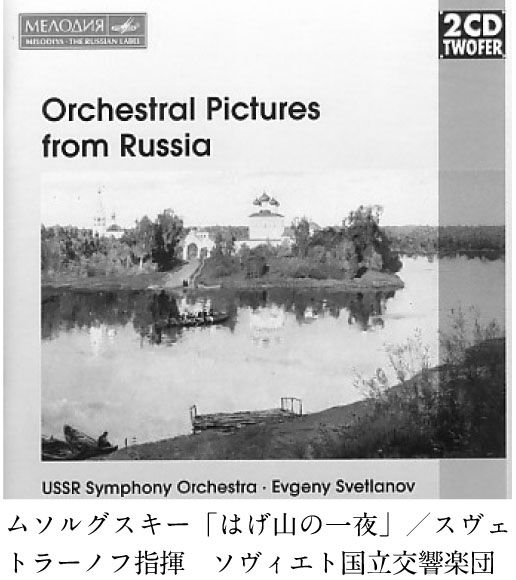 МЕЛОДИЯ
MELODIYA · THE RUSSIAN LABEL
2CD
TWOFER
Orchestral Pictures
from Russia
USSR Symphony Orchestra · Evgeny Svetlanov
ムソルグスキー「はげ山の一夜」／スヴェ
トラーノフ指揮　ソヴィエト国立交響楽団